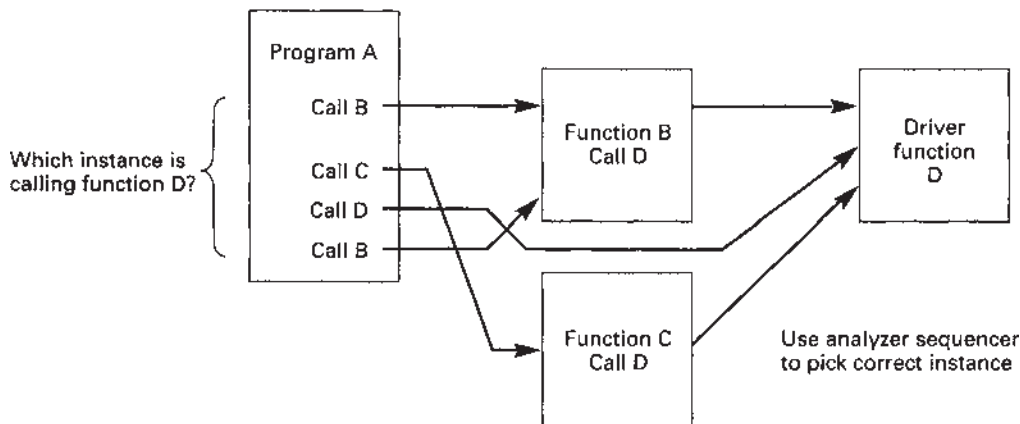 Program A
Call B
Call C
Call D
Call B
Which instance is
calling function D?
Function B
Call D
Driver
function
D
Function C
Call D
Use analyzer sequencer
to pick correct instance